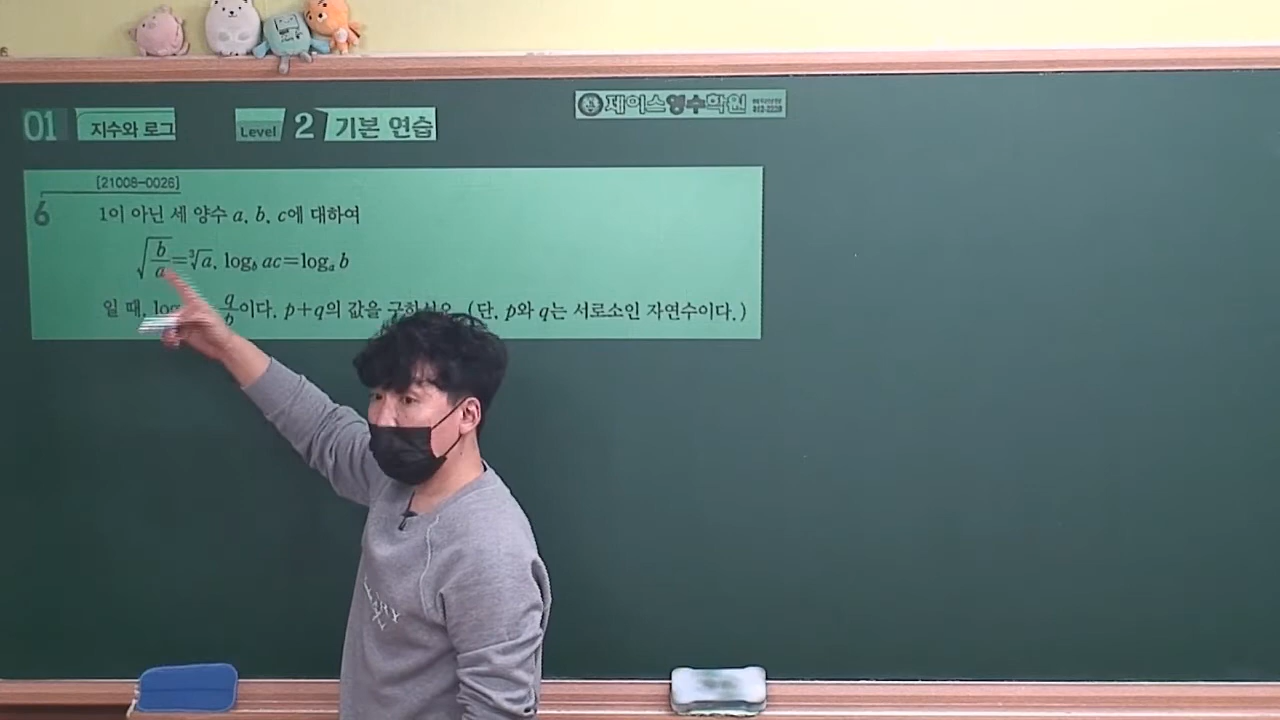 제이스영수학원
01 지수와 로그 Level 2 기본 연습
[21008-0026]
6 1이 아닌 세 양수 a, b, c에 대하여
√(b/a)=³√a, log_b ac=log_a b
일 때, log q/p이다. p+q의 값을 구하시오. (단, p와 q는 서로소인 자연수이다.)